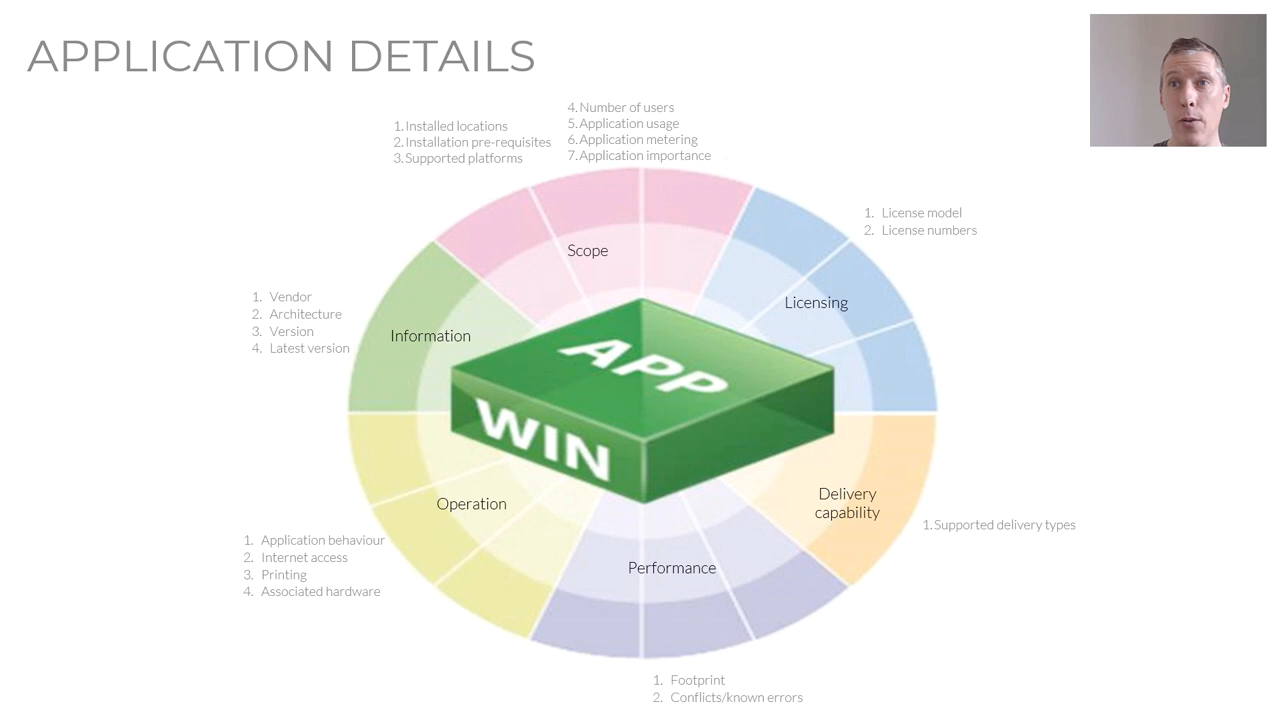 APPLICATION DETAILS
1. Installed locations
2. Installation pre-requisites
3. Supported platforms
4. Number of users
5. Application usage
6. Application metering
7. Application importance
Scope
1. License model
2. License numbers
Licensing
1. Vendor
2. Architecture
3. Version
4. Latest version
Information
APP
WIN
Operation
1. Application behaviour
2. Internet access
3. Printing
4. Associated hardware
Delivery
capability
1. Supported delivery types
Performance
1. Footprint
2. Conflicts/known errors